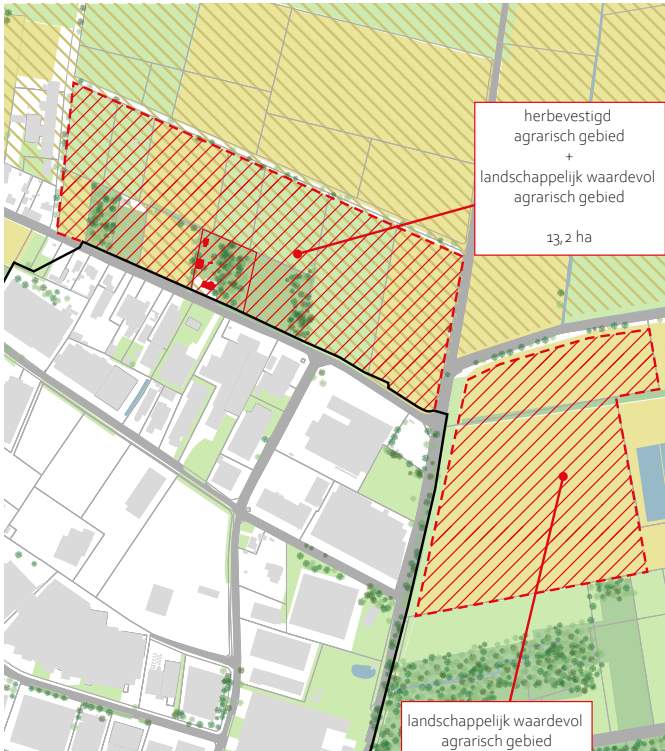 herbevestigd
agrarisch gebied
+
landschappelijk waardevol
agrarisch gebied
13,2 ha
landschappelijk waardevol
agrarisch gebied